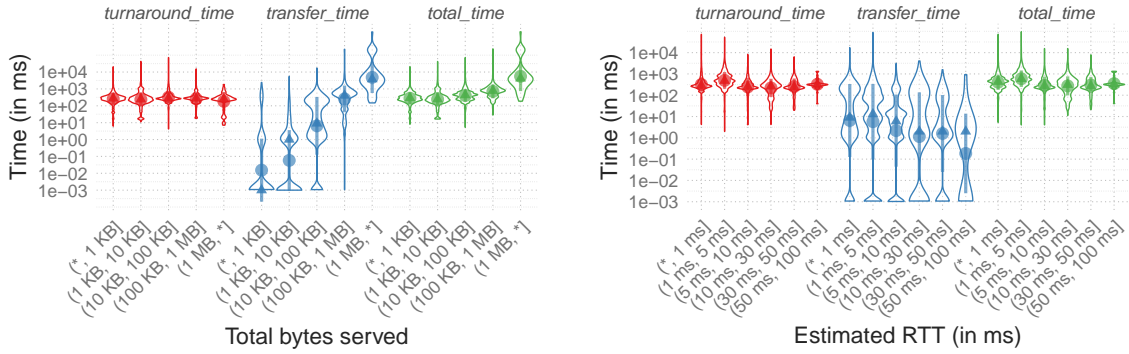 turnaround_time transfer_time total_time
Time (in ms)
1e+04
1e+03
1e+02
1e+01
1e+00
1e−01
1e−02
1e−03
(*, 1 KB]
(1 KB, 10 KB]
(10 KB, 100 KB]
(100 KB, 1 MB]
(1 MB, *]
(*, 1 KB]
(1 KB, 10 KB]
(10 KB, 100 KB]
(100 KB, 1 MB]
(1 MB, *]
(*, 1 KB]
(1 KB, 10 KB]
(10 KB, 100 KB]
(100 KB, 1 MB]
(1 MB, *]
Total bytes served
turnaround_time transfer_time total_time
Time (in ms)
1e+04
1e+03
1e+02
1e+01
1e+00
1e−01
1e−02
1e−03
(*, 1 ms]
(1 ms, 5 ms]
(5 ms, 10 ms]
(10 ms, 30 ms]
(30 ms, 50 ms]
(50 ms, 100 ms]
(*, 1 ms]
(1 ms, 5 ms]
(5 ms, 10 ms]
(10 ms, 30 ms]
(30 ms, 50 ms]
(50 ms, 100 ms]
(*, 1 ms]
(1 ms, 5 ms]
(5 ms, 10 ms]
(10 ms, 30 ms]
(30 ms, 50 ms]
(50 ms, 100 ms]
Estimated RTT (in ms)